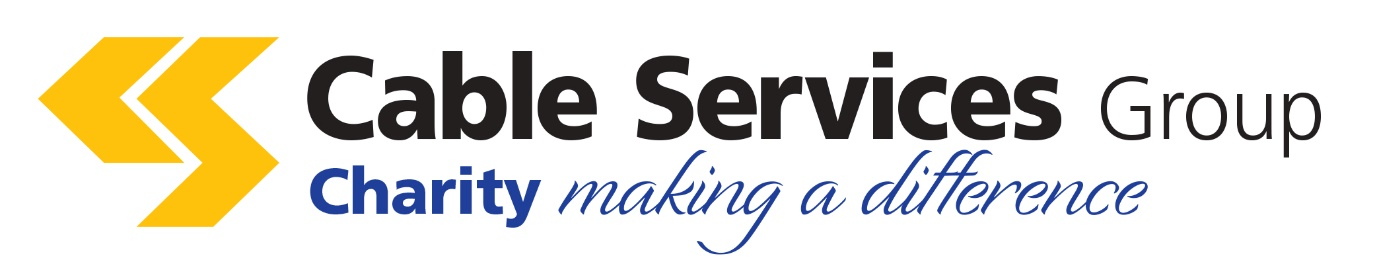 Cable Services Group
Charity making a difference